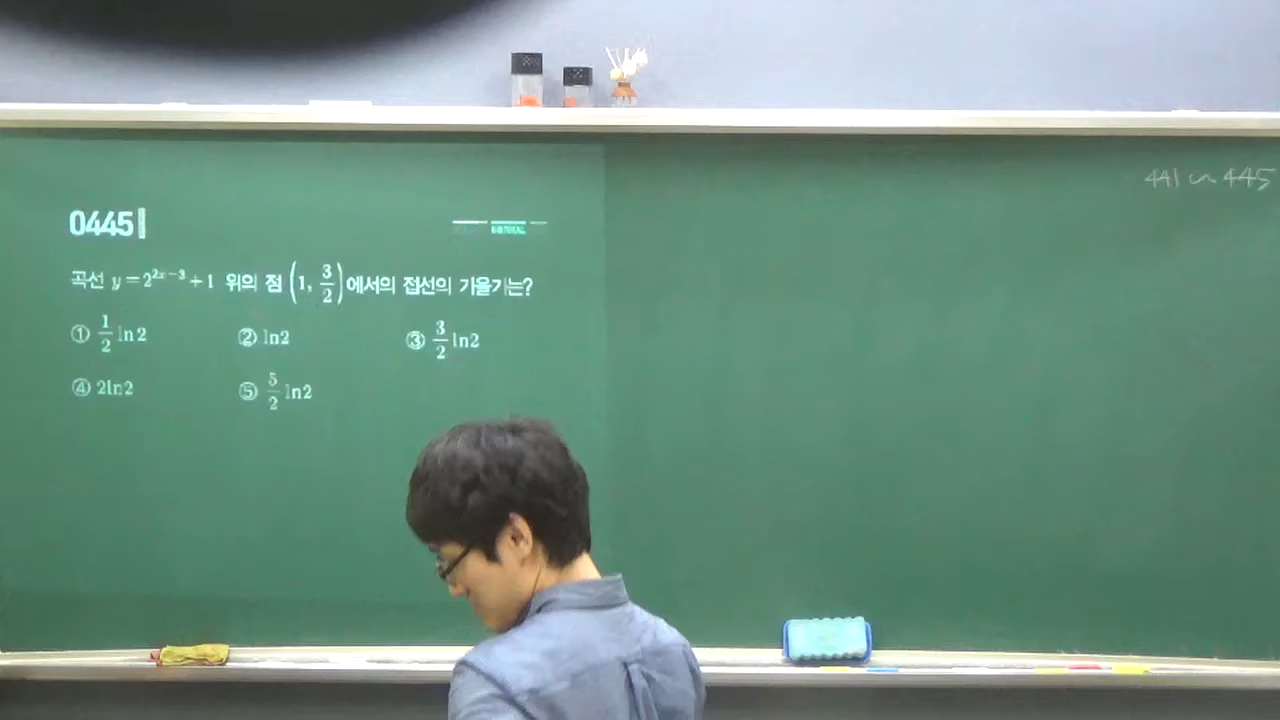 0445
곡선 y=2^{2x-3}+1 위의 점 (1, 3/2)에서의 접선의 기울기는?
① 1/2 ln2 ② ln2 ③ 3/2 ln2
④ 2ln2 ⑤ 5/2 ln2
441 ~ 445